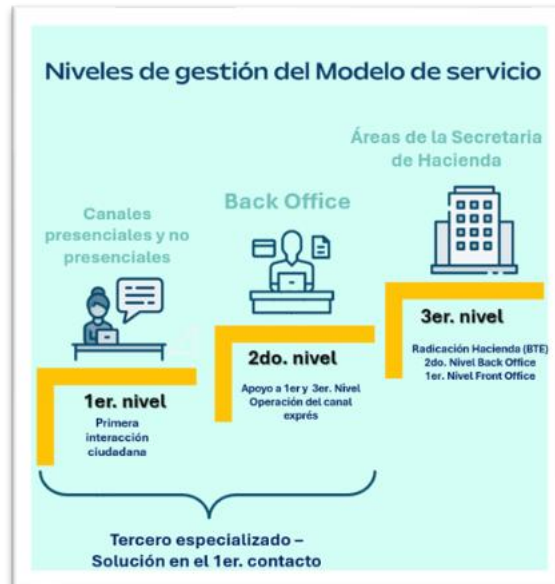 Niveles de gestión del Modelo de servicio
Áreas de la Secretaria
de Hacienda
Back Office
Canales
presenciales y no
presenciales
3er. nivel
Radicación Hacienda (BTE)
2do. Nivel Back Office
1er. Nivel Front Office
2do. nivel
Apoyo a 1er y 3er. Nivel
Operación del canal
exprés
1er. nivel
Primera
interacción
ciudadana
Tercero especializado –
Solución en el 1er. contacto